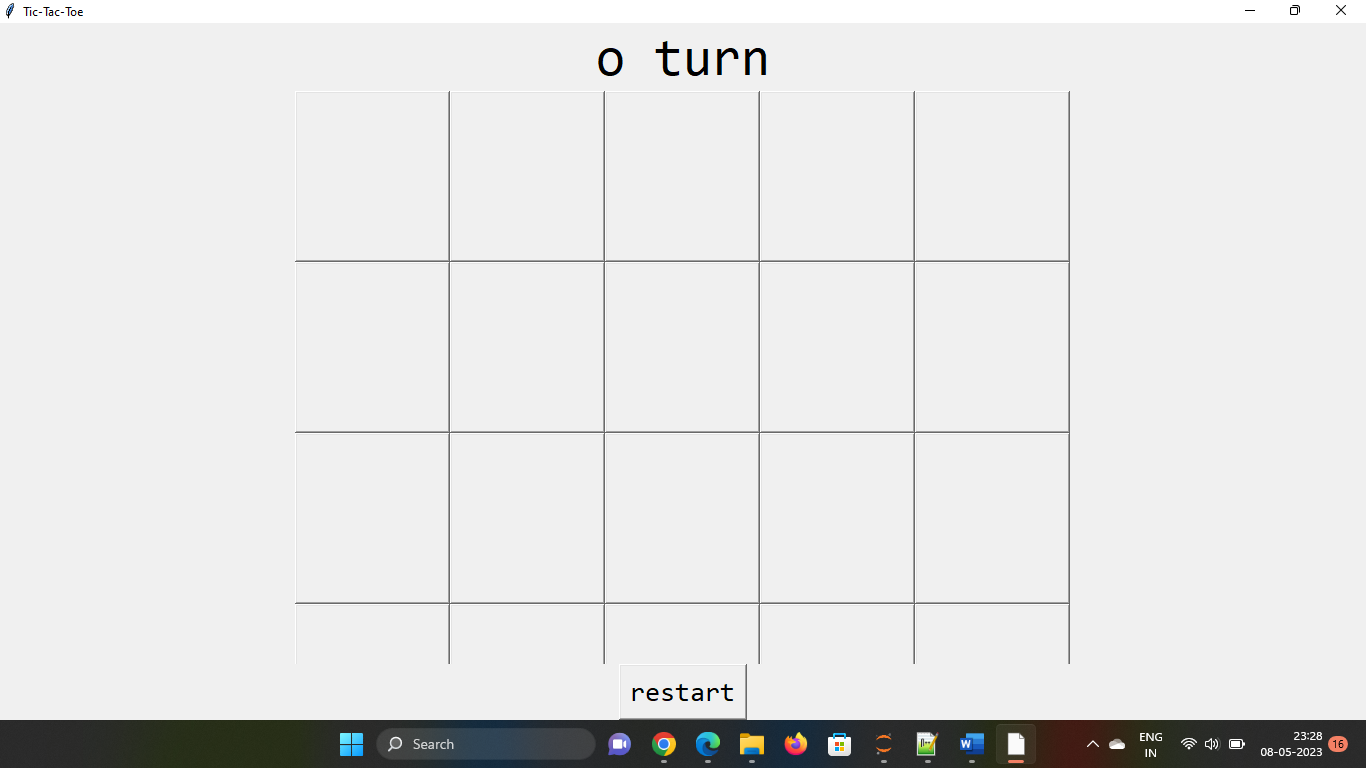 Tic-Tac-Toe
o turn
restart
Search
ENG
IN
23:28
08-05-2023
16